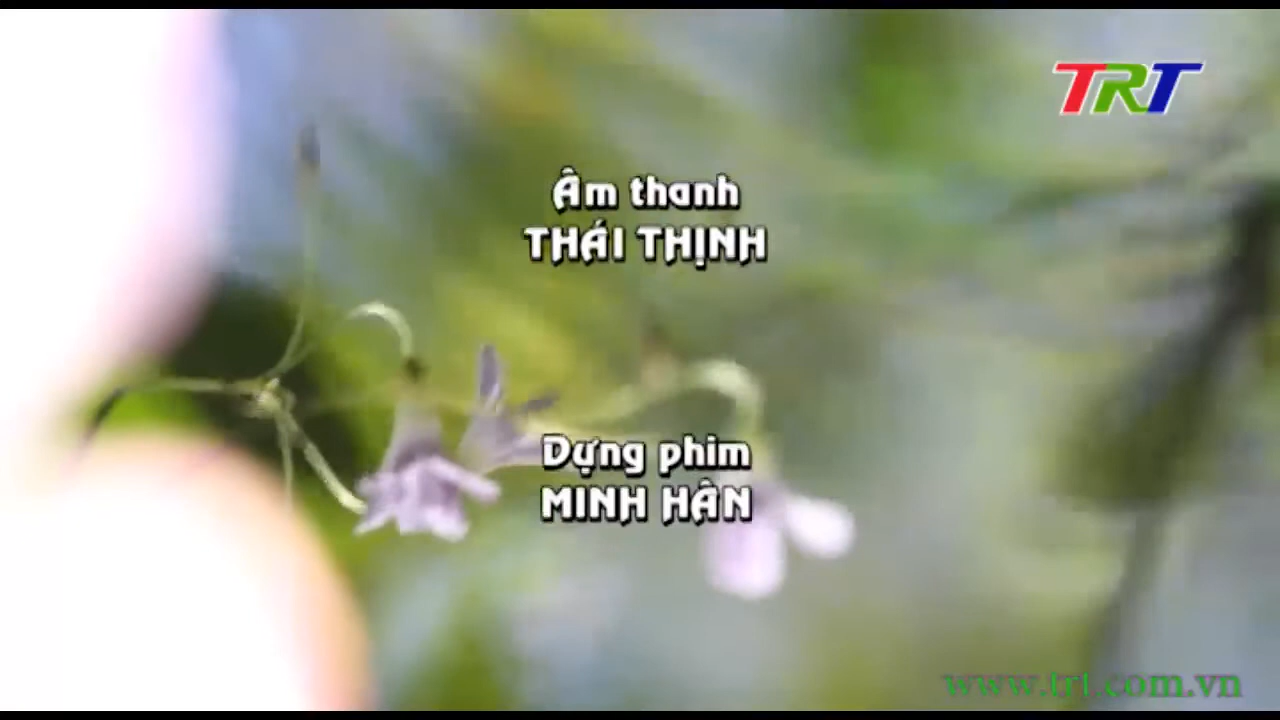 TRT
Âm thanh
THÁI THỊNH
Dựng phim
MINH HÂN
www.trt.com.vn